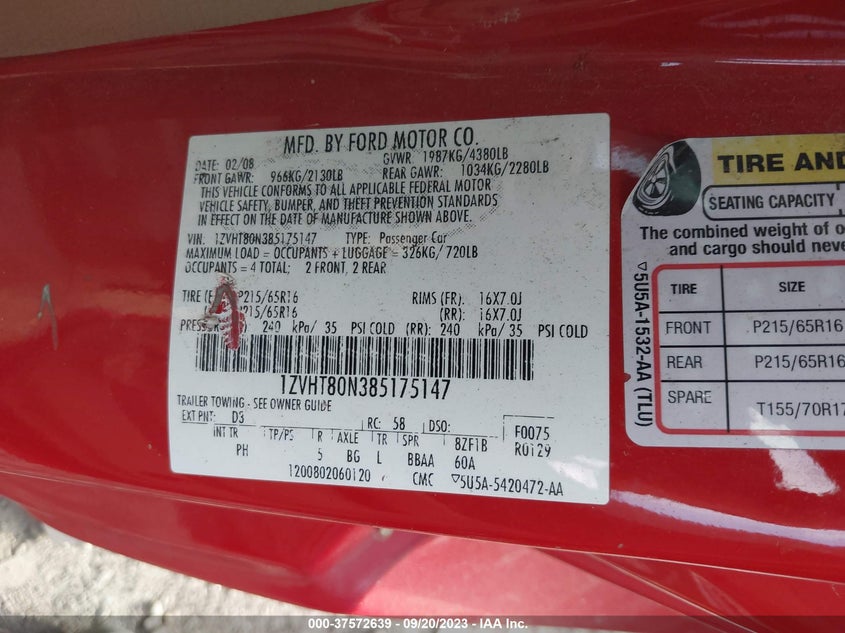 MFD. BY FORD MOTOR CO.
DATE: 02/08 GVWR: 1987KG/4380LB
FRONT GAWR: 966KG/2130LB REAR GAWR: 1034KG/2280LB
THIS VEHICLE CONFORMS TO ALL APPLICABLE FEDERAL MOTOR
VEHICLE SAFETY, BUMPER, AND THEFT PREVENTION STANDARDS
IN EFFECT ON THE DATE OF MANUFACTURE SHOWN ABOVE.
VIN: 1ZVHT80N385175147 TYPE: Passenger Car
MAXIMUM LOAD = OCCUPANTS + LUGGAGE = 326KG/ 720LB
OCCUPANTS = 4 TOTAL; 2 FRONT, 2 REAR
TIRE P215/65R16 RIMS (FR): 16X7.0J
P215/65R16 (RR): 16X7.0J
240 kPa/ 35 PSI COLD (RR): 240 kPa/ 35 PSI COLD
1ZVHT80N385175147
TRAILER TOWING - SEE OWNER GUIDE
EXT PNT: D3 RC: 58 DSO: F0075
INT TR TP/PS R AXLE TR SPR 8ZF1B R0129
PH 5 BG L BBAA 60A
1200802060120 CMC ▽5U5A-5420472-AA
TIRE AND
SEATING CAPACITY
The combined weight of
and cargo should
TIRE SIZE
FRONT P215/65R16
REAR P215/65R16
SPARE T155/70R17
▽5U5A-1532-AA (TLU)
000-37572639 - 09/20/2023 - IAA Inc.